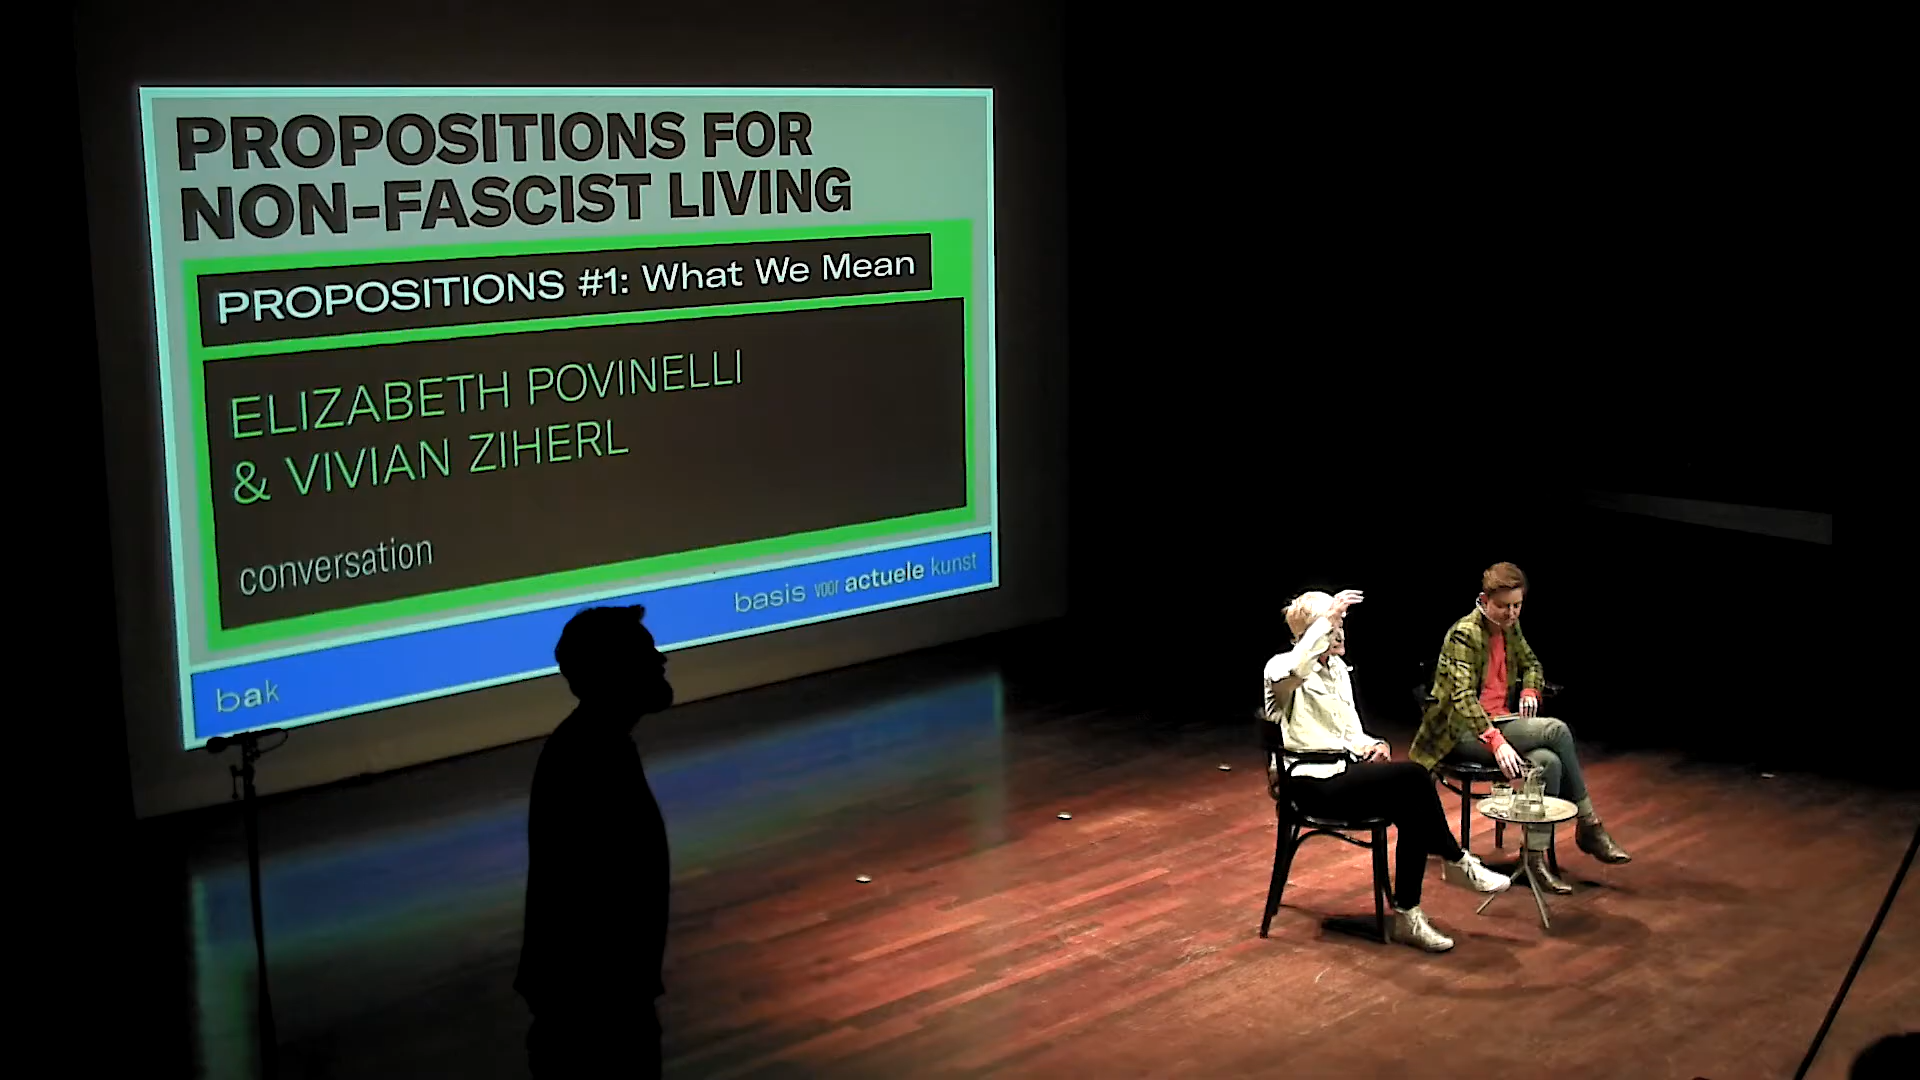 PROPOSITIONS FOR
NON-FASCIST LIVING
PROPOSITIONS #1: What We Mean
ELIZABETH POVINELLI
& VIVIAN ZIHERL
conversation
basis voor actuele kunst
bak